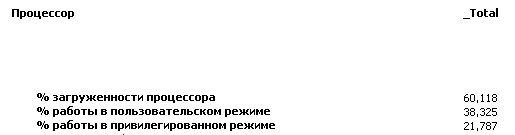 Процессор _Total
% загруженности процессора 60,118
% работы в пользовательском режиме 38,325
% работы в привилегированном режиме 21,787